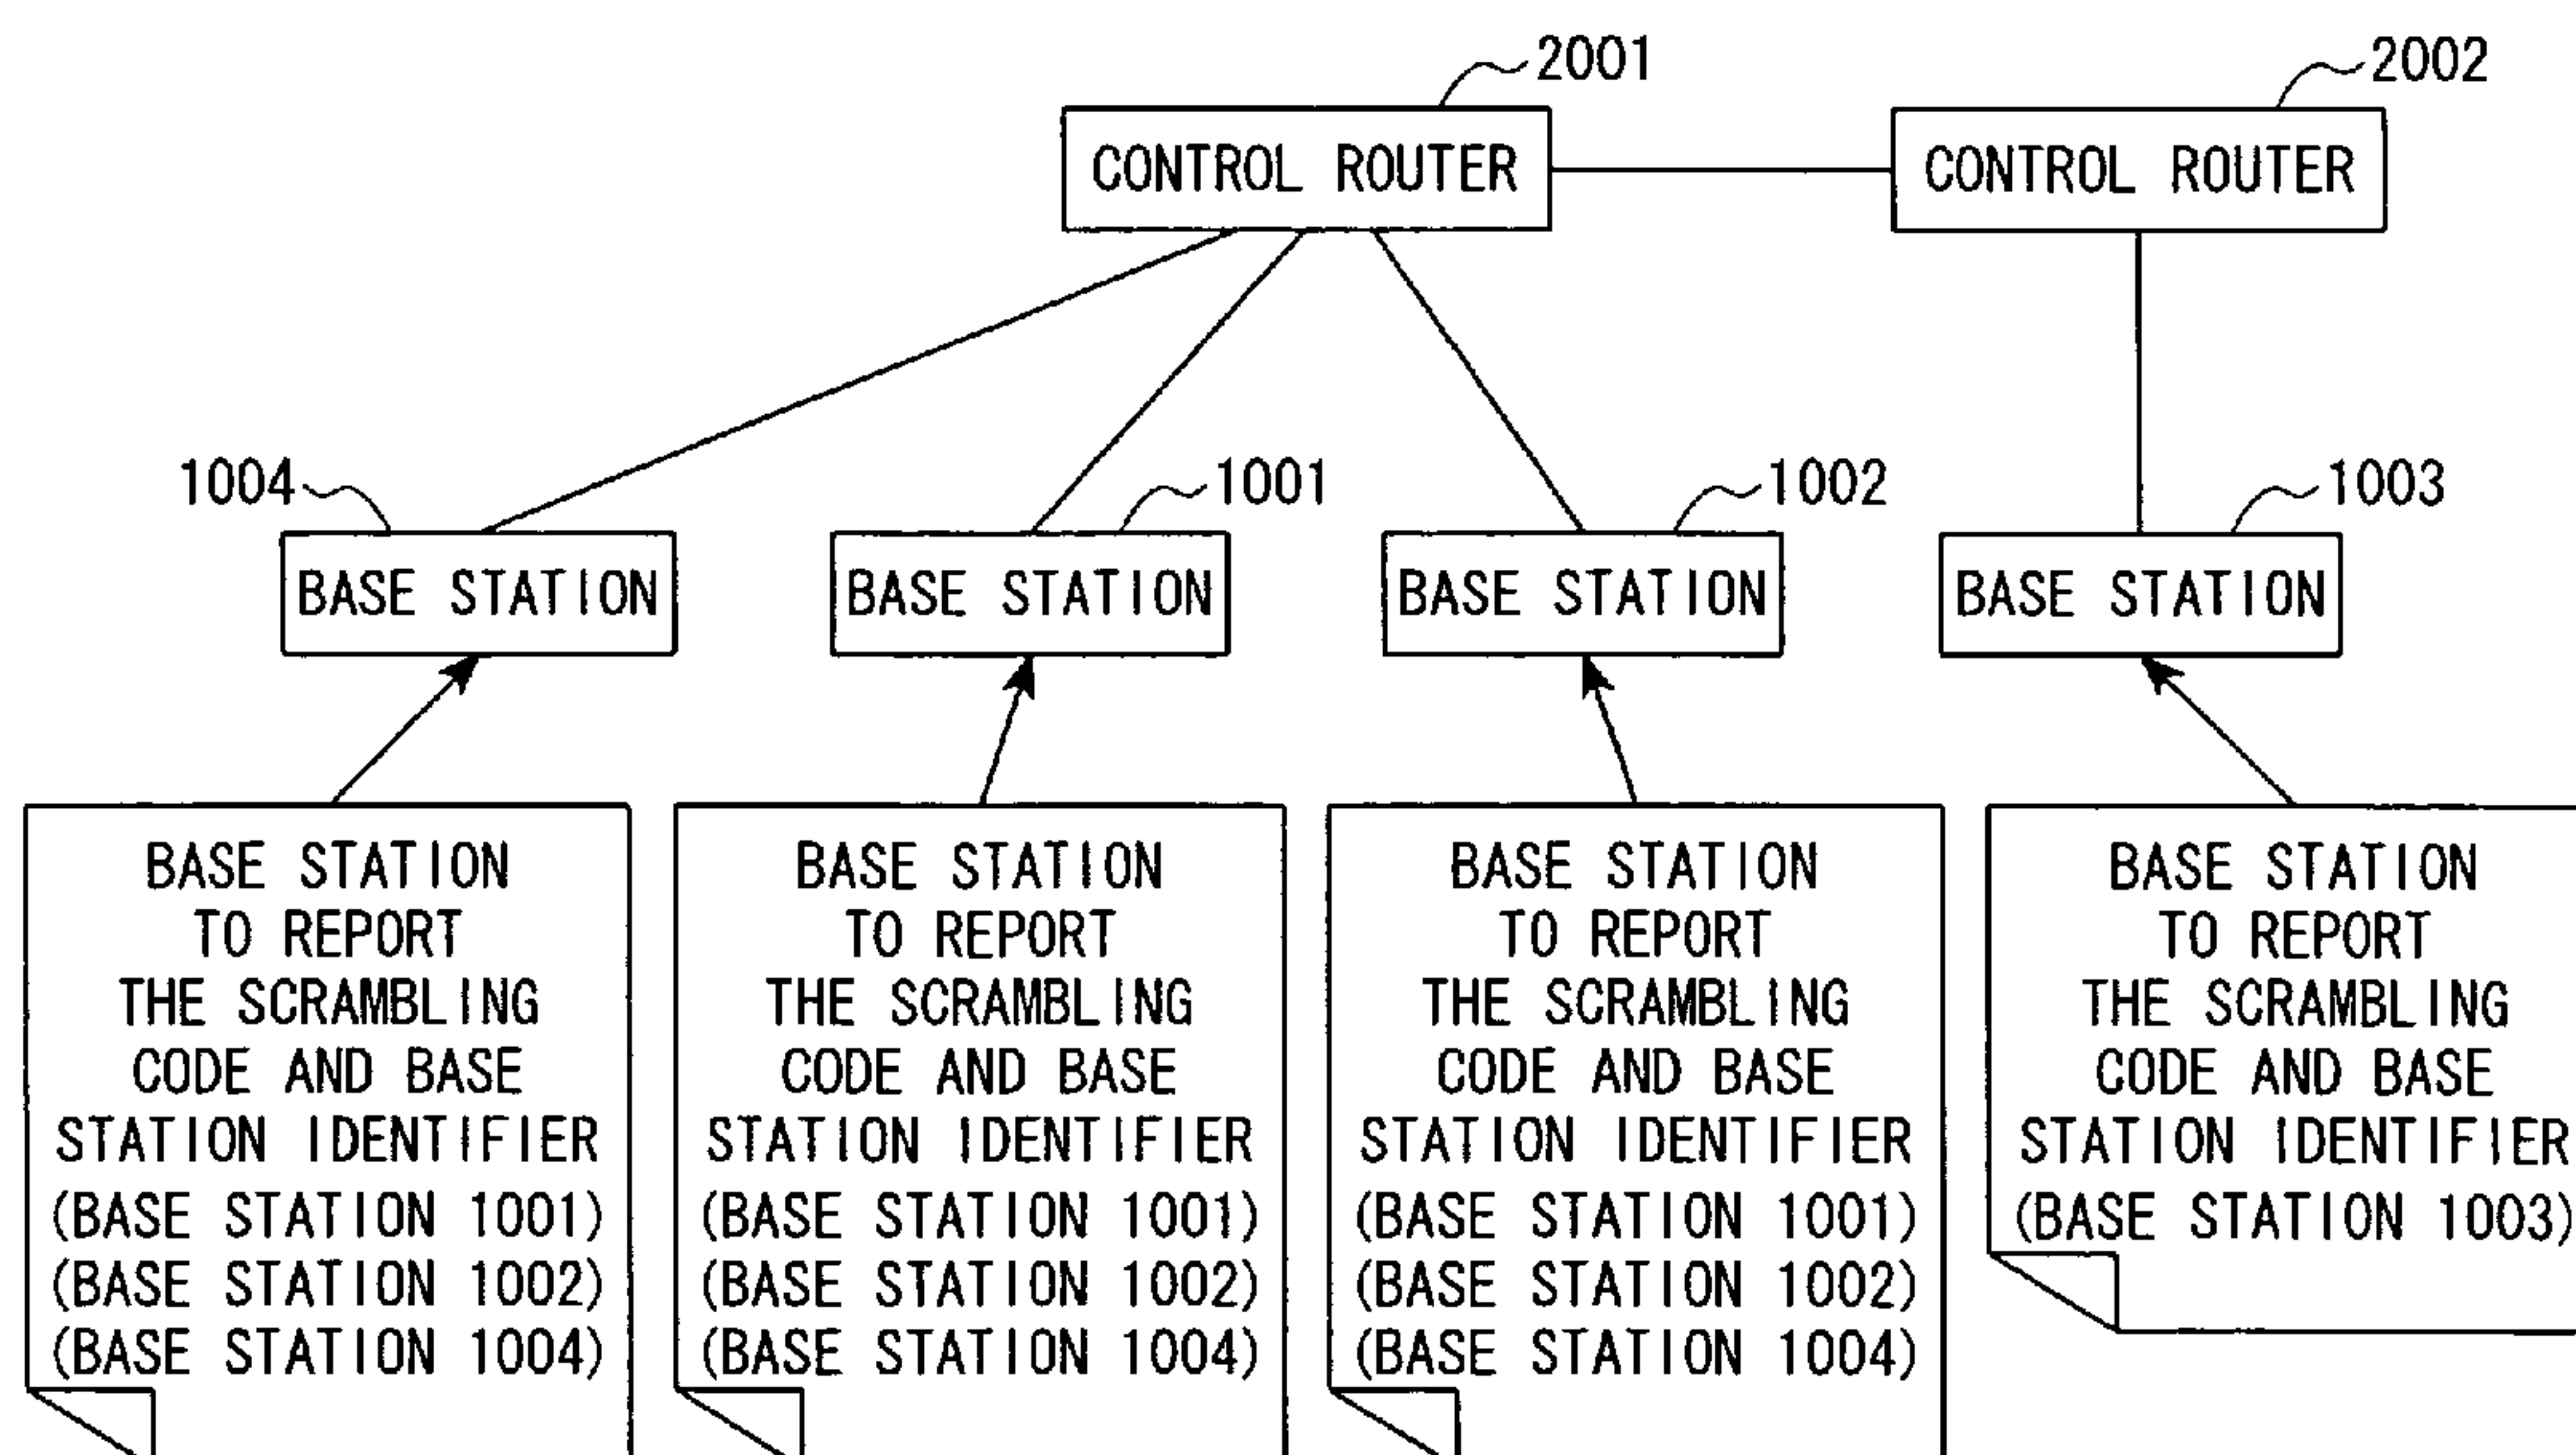 2001
2002
CONTROL ROUTER
CONTROL ROUTER
1004
1001
1002
1003
BASE STATION
BASE STATION
BASE STATION
BASE STATION
BASE STATION
TO REPORT
THE SCRAMBLING
CODE AND BASE
STATION IDENTIFIER
(BASE STATION 1001)
(BASE STATION 1002)
(BASE STATION 1004)
BASE STATION
TO REPORT
THE SCRAMBLING
CODE AND BASE
STATION IDENTIFIER
(BASE STATION 1001)
(BASE STATION 1002)
(BASE STATION 1004)
BASE STATION
TO REPORT
THE SCRAMBLING
CODE AND BASE
STATION IDENTIFIER
(BASE STATION 1001)
(BASE STATION 1002)
(BASE STATION 1004)
BASE STATION
TO REPORT
THE SCRAMBLING
CODE AND BASE
STATION IDENTIFIER
(BASE STATION 1003)